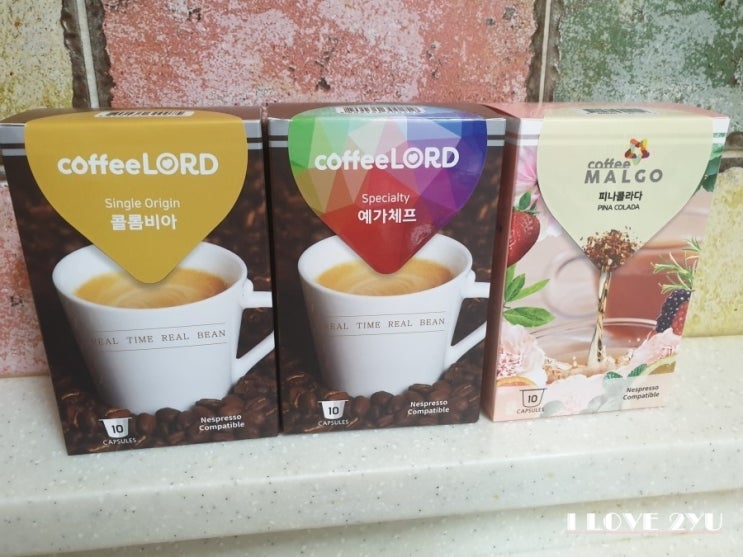 coffeeLORD
Single Origin
콜롬비아
REAL TIME REAL BEAN
10
CAPSULES
Nespresso
Compatible
coffeeLORD
Specialty
예가체프
REAL TIME REAL BEAN
10
CAPSULES
Nespresso
Compatible
coffee
MALGO
피나콜라다
PINA COLADA
10
CAPSULES
Nespresso
Compatible
I LOVE 2YU